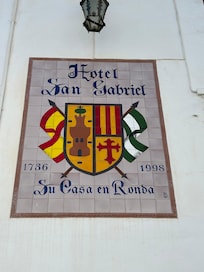 Hotel
San Gabriel
1736 1998
Su Casa en Ronda